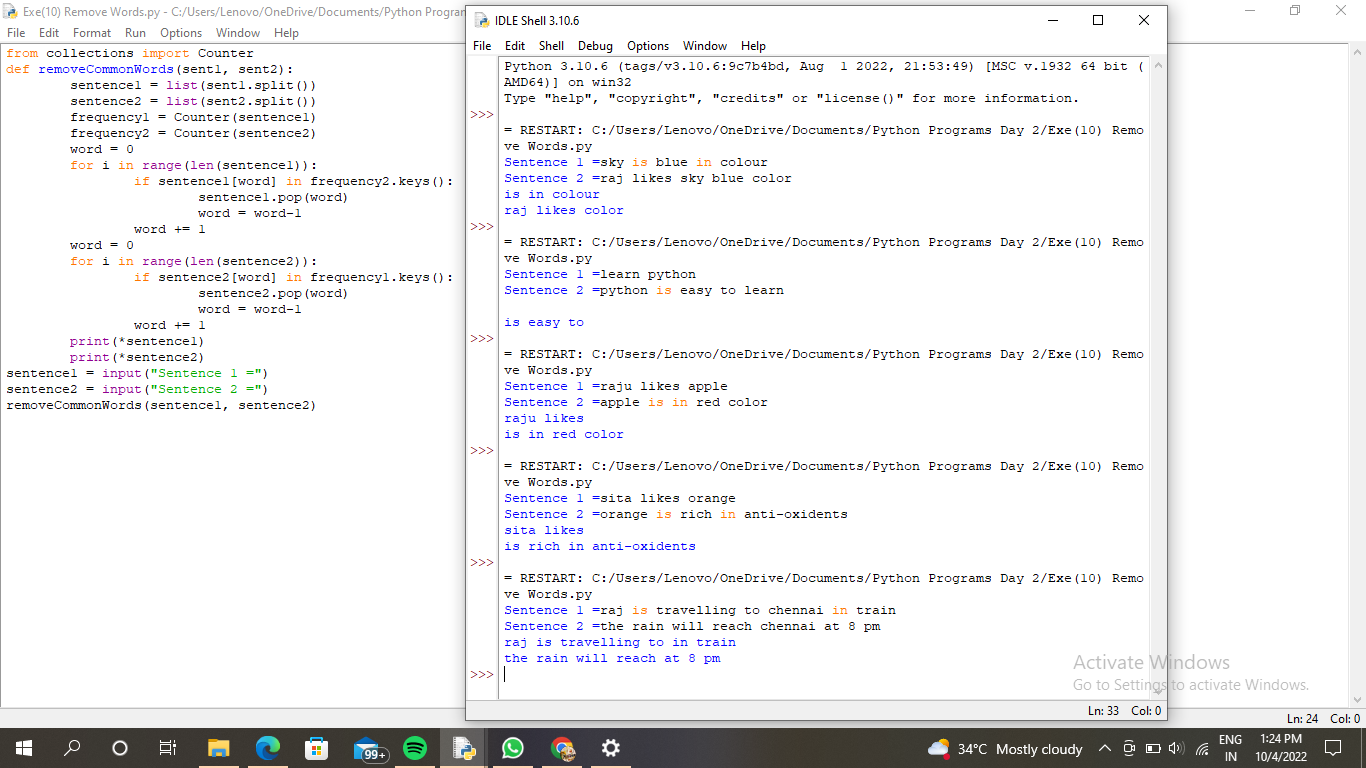 Exe(10) Remove Words.py - C:/Users/Lenovo/OneDrive/Documents/Python Progran
File Edit Format Run Options Window Help
from collections import Counter
def removeCommonWords(sent1, sent2):
        sentence1 = list(sent1.split())
        sentence2 = list(sent2.split())
        frequency1 = Counter(sentence1)
        frequency2 = Counter(sentence2)
        word = 0
        for i in range(len(sentence1)):
                if sentence1[word] in frequency2.keys():
                        sentence1.pop(word)
                        word = word-1
                word += 1
        word = 0
        for i in range(len(sentence2)):
                if sentence2[word] in frequency1.keys():
                        sentence2.pop(word)
                        word = word-1
                word += 1
        print(*sentence1)
        print(*sentence2)
sentence1 = input("Sentence 1 =")
sentence2 = input("Sentence 2 =")
removeCommonWords(sentence1, sentence2)
Ln: 24 Col: 0
IDLE Shell 3.10.6
File Edit Shell Debug Options Window Help
Python 3.10.6 (tags/v3.10.6:9c7b4bd, Aug  1 2022, 21:53:49) [MSC v.1932 64 bit (
AMD64)] on win32
Type "help", "copyright", "credits" or "license()" for more information.
>>>
= RESTART: C:/Users/Lenovo/OneDrive/Documents/Python Programs Day 2/Exe(10) Remo
ve Words.py
Sentence 1 =sky is blue in colour
Sentence 2 =raj likes sky blue color
is in colour
raj likes color
>>>
= RESTART: C:/Users/Lenovo/OneDrive/Documents/Python Programs Day 2/Exe(10) Remo
ve Words.py
Sentence 1 =learn python
Sentence 2 =python is easy to learn

is easy to
>>>
= RESTART: C:/Users/Lenovo/OneDrive/Documents/Python Programs Day 2/Exe(10) Remo
ve Words.py
Sentence 1 =raju likes apple
Sentence 2 =apple is in red color
raju likes
is in red color
>>>
= RESTART: C:/Users/Lenovo/OneDrive/Documents/Python Programs Day 2/Exe(10) Remo
ve Words.py
Sentence 1 =sita likes orange
Sentence 2 =orange is rich in anti-oxidents
sita likes
is rich in anti-oxidents
>>>
= RESTART: C:/Users/Lenovo/OneDrive/Documents/Python Programs Day 2/Exe(10) Remo
ve Words.py
Sentence 1 =raj is travelling to chennai in train
Sentence 2 =the rain will reach chennai at 8 pm
raj is travelling to in train
the rain will reach at 8 pm
>>>
Ln: 33 Col: 0
Activate Windows
Go to Settings to activate Windows.
99+
34°C Mostly cloudy
ENG
IN
1:24 PM
10/4/2022